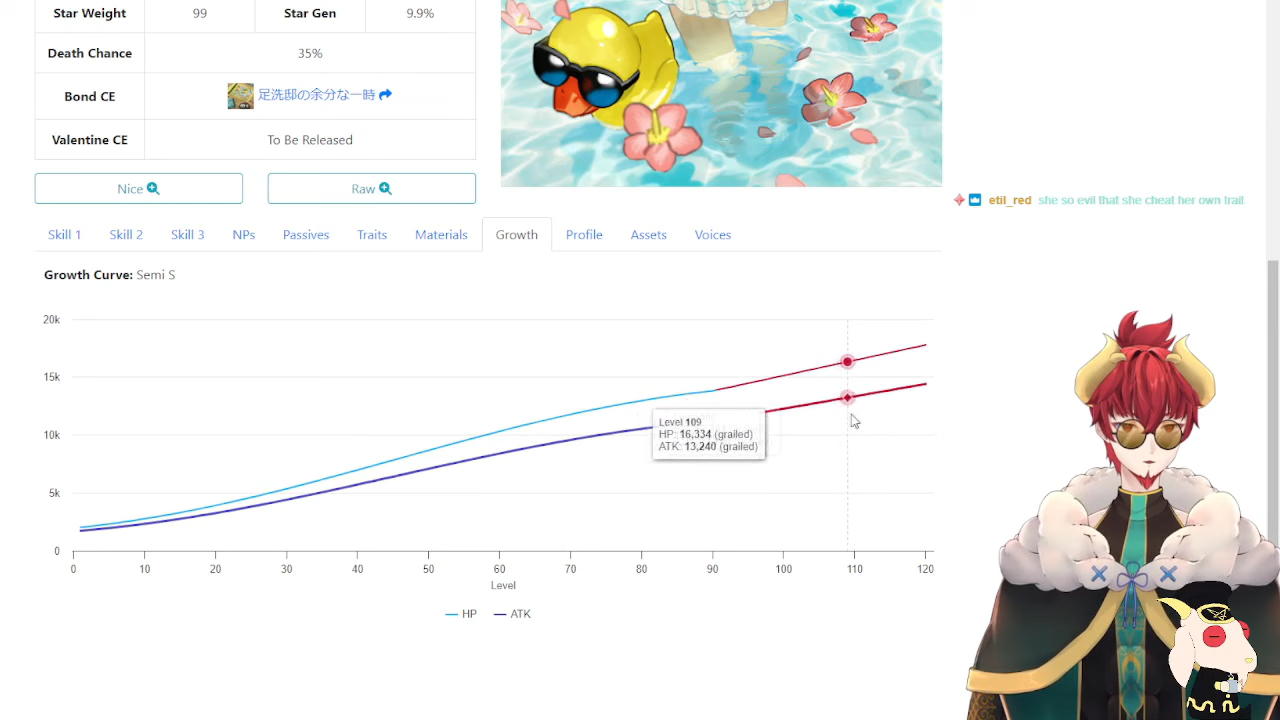 Star Weight 99 Star Gen 9.9%
Death Chance 35%
Bond CE 足洗邸の余分な一時
Valentine CE To Be Released
Nice Raw
etil_red she so evil that she cheat her own trail
Skill 1 Skill 2 Skill 3 NPs Passives Traits Materials Growth Profile Assets Voices
Growth Curve: Semi S
20k
15k
10k
5k
0
Level 109
HP: 16,334 (grailed)
ATK: 13,240 (grailed)
0 10 20 30 40 50 60 70 80 90 100 110 120
Level
HP ATK